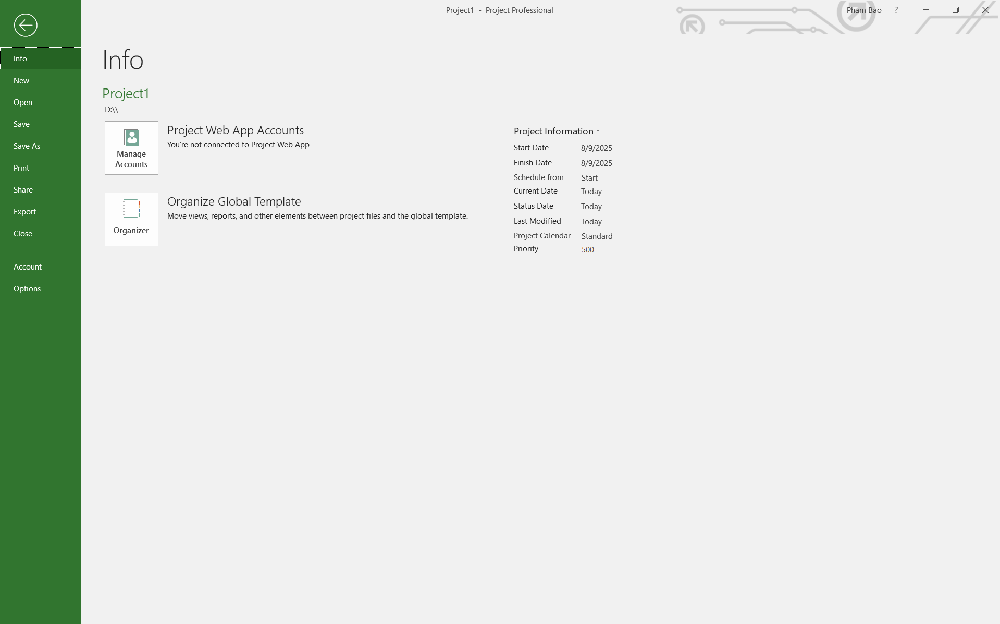 Project1 - Project Professional
Pham Bao
?
Info
New
Open
Save
Save As
Print
Share
Export
Close
Account
Options
Info
Project1
D:\\
Manage
Accounts
Project Web App Accounts
You're not connected to Project Web App
Organizer
Organize Global Template
Move views, reports, and other elements between project files and the global template.
Project Information
Start Date 8/9/2025
Finish Date 8/9/2025
Schedule from Start
Current Date Today
Status Date Today
Last Modified Today
Project Calendar Standard
Priority 500